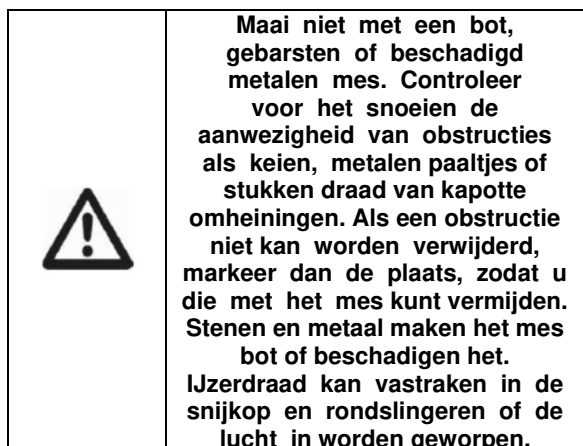 Maai niet met een bot,
gebarsten of beschadigd
metalen mes. Controleer
voor het snoeien de
aanwezigheid van obstructies
als keien, metalen paaltjes of
stukken draad van kapotte
omheiningen. Als een obstructie
niet kan worden verwijderd,
markeer dan de plaats, zodat u
die met het mes kunt vermijden.
Stenen en metaal maken het mes
bot of beschadigen het.
IJzerdraad kan vastraken in de
snijkop en rondslingeren of de
lucht in worden geworpen.